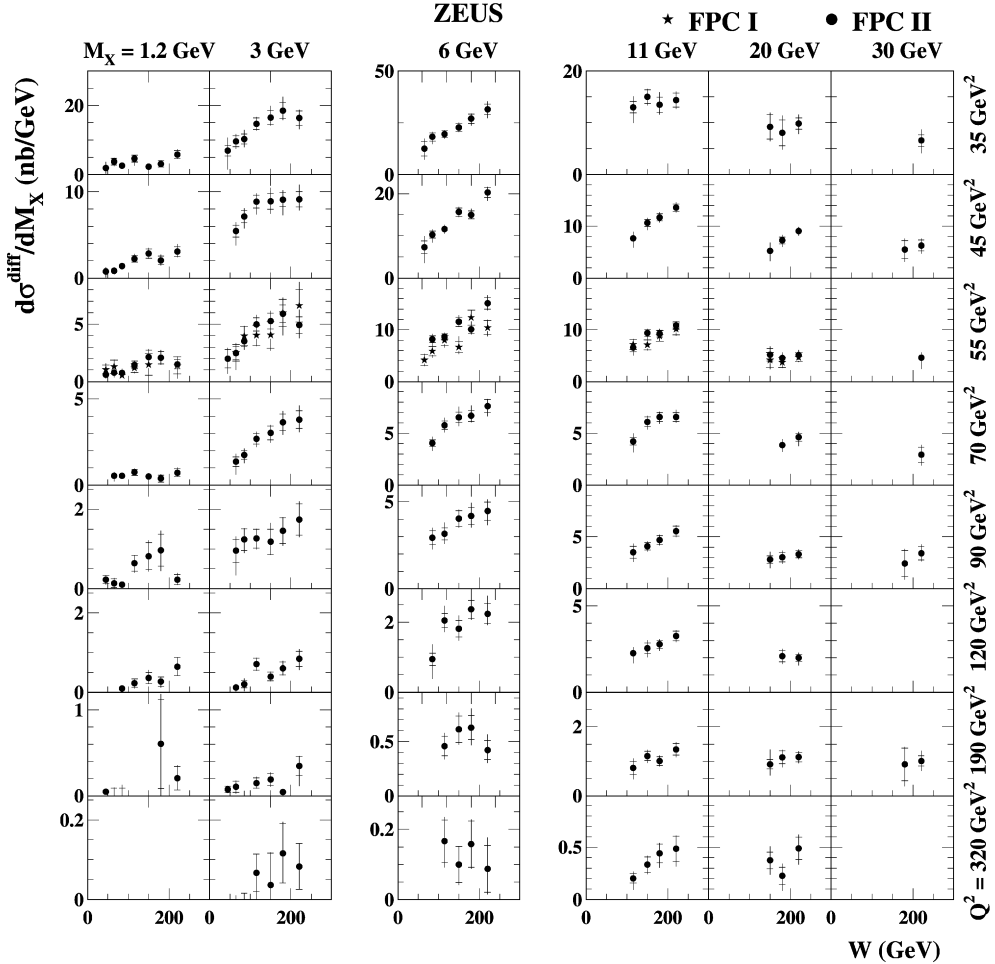 ZEUS
★ FPC I ● FPC II
M_X = 1.2 GeV 3 GeV 6 GeV 11 GeV 20 GeV 30 GeV
dσ^diff/dM_X (nb/GeV)
20 0 50 0 20 0 35 GeV²
10 0 20 0 10 0 45 GeV²
5 0 10 0 10 0 55 GeV²
5 0 5 0 5 0 70 GeV²
2 0 5 0 5 0 90 GeV²
2 0 2 0 5 0 120 GeV²
1 0 0.5 0 2 0 190 GeV²
0.2 0 0.2 0 0.5 0 Q² = 320 GeV²
0 200 0 200 0 200 0 200 0 200 0 200
W (GeV)